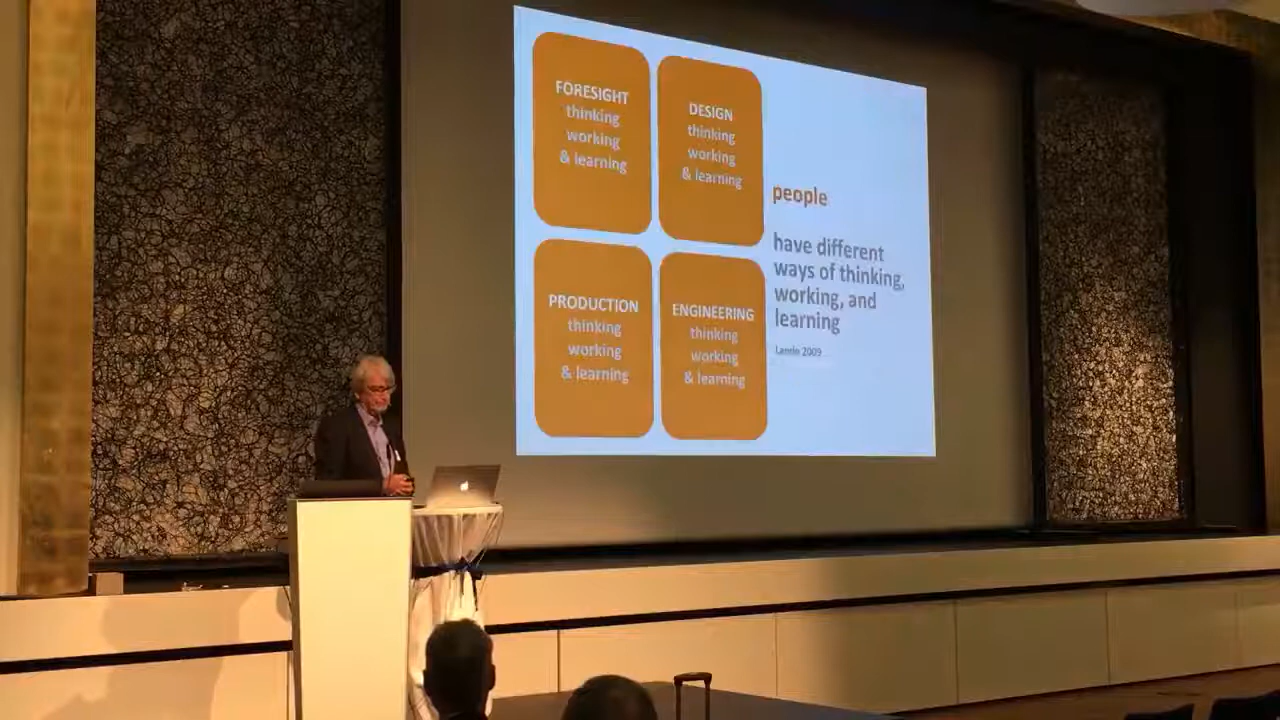 FORESIGHT
thinking
working
& learning
DESIGN
thinking
working
& learning
PRODUCTION
thinking
working
& learning
ENGINEERING
thinking
working
& learning
people
have different
ways of thinking,
working, and
learning
2009